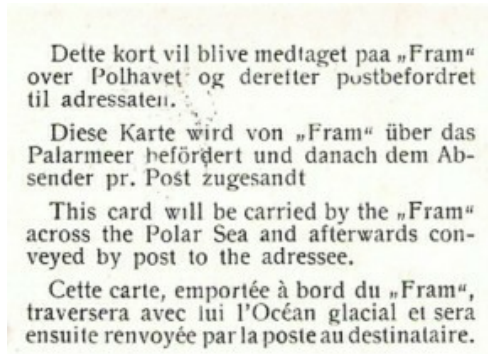 Dette kort vil blive medtaget paa „Fram“
over Polhavet og derefter postbefordret
til adressaten.
Diese Karte wird von „Fram“ über das
Palarmeer befördert und danach dem Ab-
sender pr. Post zugesandt
This card will be carried by the „Fram“
across the Polar Sea and afterwards con-
veyed by post to the adressee.
Cette carte, emportée à bord du „Fram“,
traversera avec lui l'Océan glacial et sera
ensuite renvoyée par la poste au destinataire.